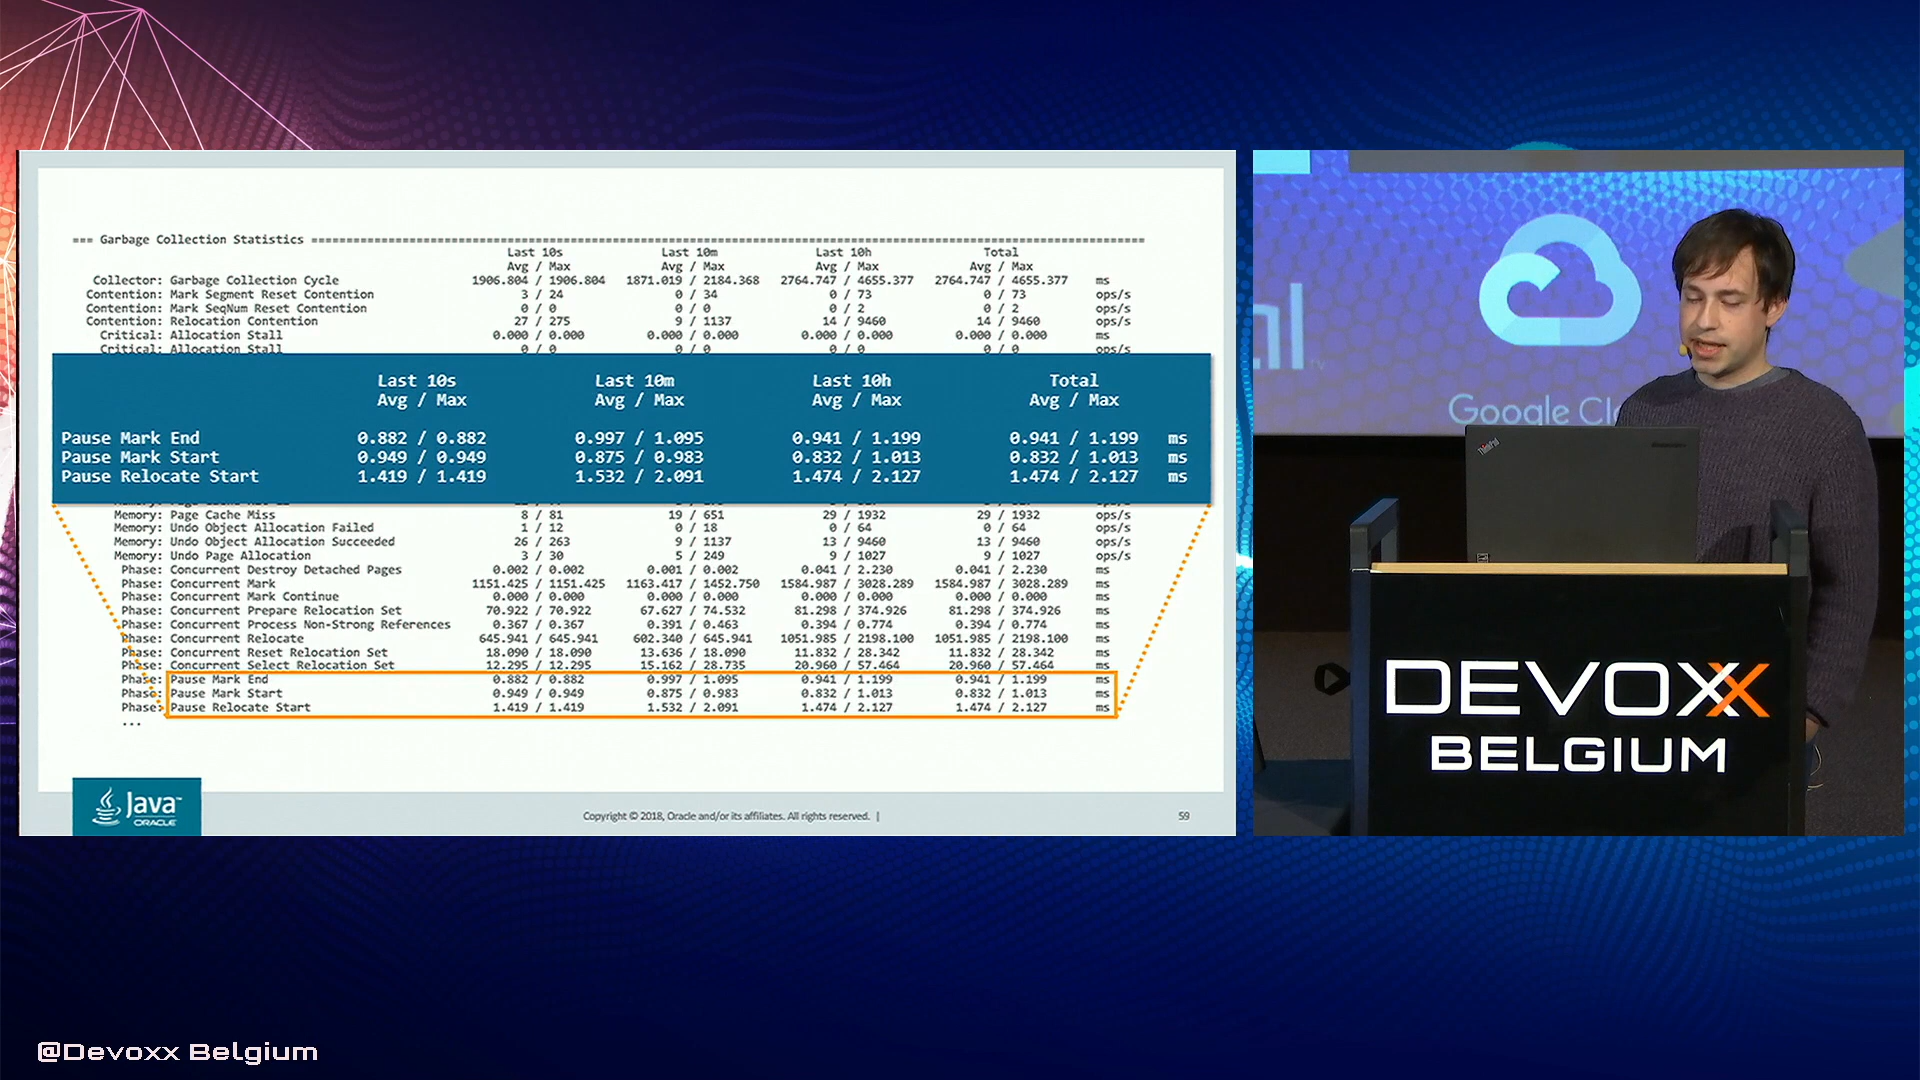 === Garbage Collection Statistics ===
Last 10s Last 10m Last 10h Total
Avg / Max Avg / Max Avg / Max Avg / Max
Collector: Garbage Collection Cycle 1906.804 / 1906.804 1871.019 / 2184.368 2764.747 / 4655.377 2764.747 / 4655.377 ms
Contention: Mark Segment Reset Contention 3 / 24 0 / 34 0 / 73 0 / 73 ops/s
Contention: Mark SeqNum Reset Contention 0 / 0 0 / 0 0 / 2 0 / 2 ops/s
Contention: Relocation Contention 27 / 275 9 / 1137 14 / 9460 14 / 9460 ops/s
Critical: Allocation Stall 0.000 / 0.000 0.000 / 0.000 0.000 / 0.000 0.000 / 0.000 ms
Critical: Allocation Stall 0 / 0 0 / 0 0 / 0 0 / 0 ops/s
Last 10s Last 10m Last 10h Total
Avg / Max Avg / Max Avg / Max Avg / Max
Pause Mark End 0.882 / 0.882 0.997 / 1.095 0.941 / 1.199 0.941 / 1.199 ms
Pause Mark Start 0.949 / 0.949 0.875 / 0.983 0.832 / 1.013 0.832 / 1.013 ms
Pause Relocate Start 1.419 / 1.419 1.532 / 2.091 1.474 / 2.127 1.474 / 2.127 ms
Memory: Page Cache Miss 8 / 81 19 / 651 29 / 1932 29 / 1932 ops/s
Memory: Undo Object Allocation Failed 1 / 12 0 / 18 0 / 64 0 / 64 ops/s
Memory: Undo Object Allocation Succeeded 26 / 263 9 / 1137 13 / 9460 13 / 9460 ops/s
Memory: Undo Page Allocation 3 / 30 5 / 249 9 / 1027 9 / 1027 ops/s
Phase: Concurrent Destroy Detached Pages 0.002 / 0.002 0.001 / 0.002 0.041 / 2.230 0.041 / 2.230 ms
Phase: Concurrent Mark 1151.425 / 1151.425 1163.417 / 1452.750 1584.987 / 3028.289 1584.987 / 3028.289 ms
Phase: Concurrent Mark Continue 0.000 / 0.000 0.000 / 0.000 0.000 / 0.000 0.000 / 0.000 ms
Phase: Concurrent Prepare Relocation Set 70.922 / 70.922 67.627 / 74.532 81.298 / 374.926 81.298 / 374.926 ms
Phase: Concurrent Process Non-Strong References 0.367 / 0.367 0.391 / 0.463 0.394 / 0.774 0.394 / 0.774 ms
Phase: Concurrent Relocate 645.941 / 645.941 602.340 / 645.941 1051.985 / 2198.100 1051.985 / 2198.100 ms
Phase: Concurrent Reset Relocation Set 18.090 / 18.090 13.636 / 18.090 11.832 / 28.342 11.832 / 28.342 ms
Phase: Concurrent Select Relocation Set 12.295 / 12.295 15.162 / 28.735 20.960 / 57.464 20.960 / 57.464 ms
Phase: Pause Mark End 0.882 / 0.882 0.997 / 1.095 0.941 / 1.199 0.941 / 1.199 ms
Phase: Pause Mark Start 0.949 / 0.949 0.875 / 0.983 0.832 / 1.013 0.832 / 1.013 ms
Phase: Pause Relocate Start 1.419 / 1.419 1.532 / 2.091 1.474 / 2.127 1.474 / 2.127 ms
...
Java™
ORACLE
Copyright © 2018, Oracle and/or its affiliates. All rights reserved. |
59
Google Clo
ThinkPad
DEVOXX
BELGIUM
@Devoxx Belgium